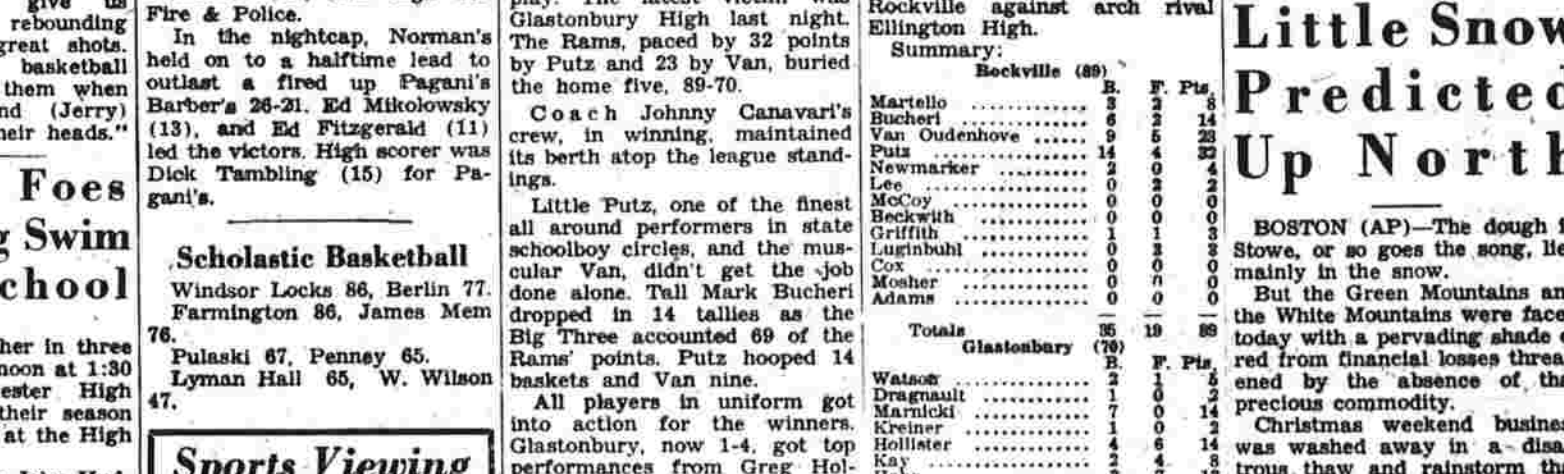 give us
rebounding
great shots.
basketball
them when
nd (Jerry)
heir heads."
Foes
g Swim
chool
her in three
noon at 1:30
ester High
their season
at the High
Fire & Police.
In the nightcap, Norman's
held on to a halftime lead to
outlast a fired up Pagani's
Barber's 26-21. Ed Mikolowsky
(13), and Ed Fitzgerald (11)
led the victors. High scorer was
Dick Tambling (15) for Pa-
gani's.
Scholastic Basketball
Windsor Locks 86, Berlin 77.
Farmington 86, James Mem
76.
Pulaski 67, Penney 65.
Lyman Hall 65, W. Wilson
47.
Sports Viewing
play. The latest victim was
Glastonbury High last night.
The Rams, paced by 32 points
by Putz and 23 by Van, buried
the home five, 89-70.
Coach Johnny Canavari's
crew, in winning, maintained
its berth atop the league stand-
ings.
Little Putz, one of the finest
all around performers in state
schoolboy circles, and the mus-
cular Van, didn't get the job
done alone. Tall Mark Bucheri
dropped in 14 tallies as the
Big Three accounted 69 of the
Rams' points. Putz hooped 14
baskets and Van nine.
All players in uniform got
into action for the winners.
Glastonbury, now 1-4, got top
performances from Greg Hol-
Rockville against arch rival
Ellington High.
Summary:
Rockville (89)
B. F. Pts.
Martello ............. 3 2 8
Bucheri .............. 6 2 14
Van Oudenhove ...... 9 5 23
Putz ................. 14 4 32
Newmarker .......... 2 0 4
Lee .................. 0 2 2
McCoy ............... 0 0 0
Beckwith ............ 0 0 0
Griffith .............. 1 1 3
Luginbuhl ........... 0 3 3
Cox .................. 0 0 0
Mosher .............. 0 0 0
Adams .............. 0 0 0
Totals 35 19 89
Glastonbury (70)
B. F. Pts.
Watson .............. 2 1 5
Dragnault ........... 1 0 2
Marnicki ............ 7 0 14
Kreiner ............. 1 0 2
Hollister ............ 4 6 14
Kay ................. 2 4 8
Little Snow
Predicted
Up North
BOSTON (AP)—The dough i
Stowe, or so goes the song, lie
mainly in the snow.
But the Green Mountains an
the White Mountains were face
today with a pervading shade o
red from financial losses threa
ened by the absence of tha
precious commodity.
Christmas weekend busines
was washed away in a disas
trous thaw and rainstorm th